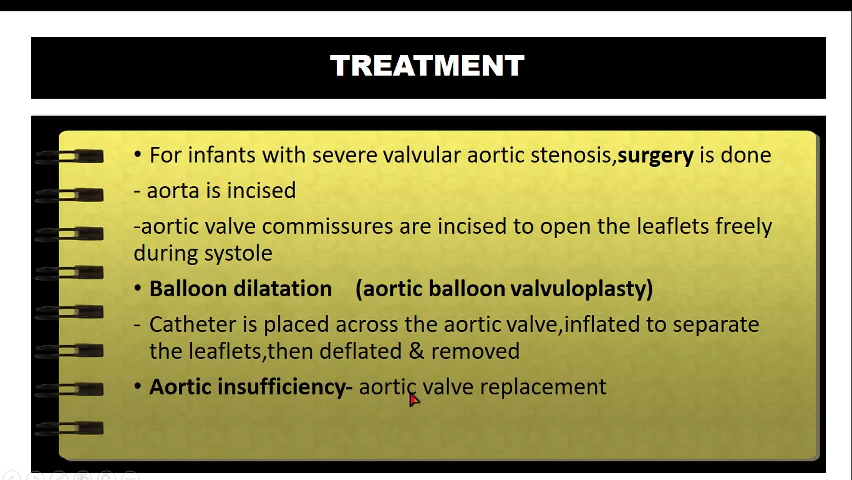 TREATMENT
• For infants with severe valvular aortic stenosis,surgery is done
- aorta is incised
-aortic valve commissures are incised to open the leaflets freely
during systole
• Balloon dilatation (aortic balloon valvuloplasty)
- Catheter is placed across the aortic valve,inflated to separate
the leaflets,then deflated & removed
• Aortic insufficiency- aortic valve replacement